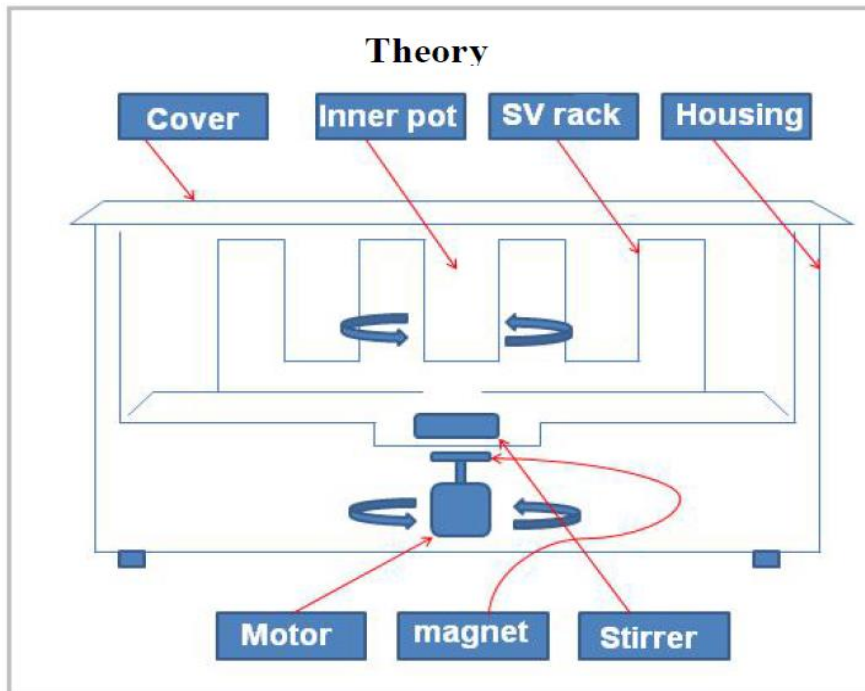 Theory
Cover
Inner pot
SV rack
Housing
Motor
magnet
Stirrer